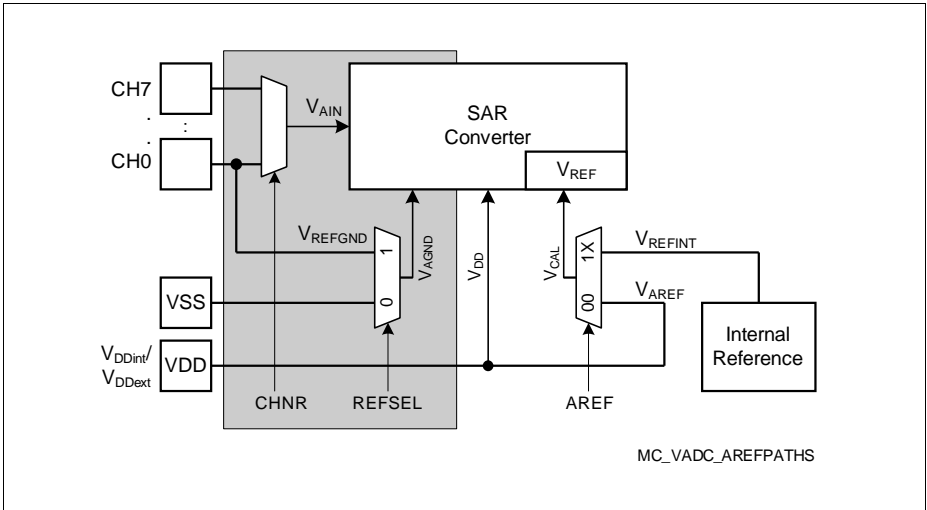 CH7
.
:
.
CH0
V_AIN
SAR
Converter
V_REF
V_REFGND
1
0
V_AGND
V_DD
V_CAL
1X
00
V_REFINT
V_AREF
VSS
V_DDint/
V_DDext
VDD
Internal
Reference
CHNR
REFSEL
AREF
MC_VADC_AREFPATHS